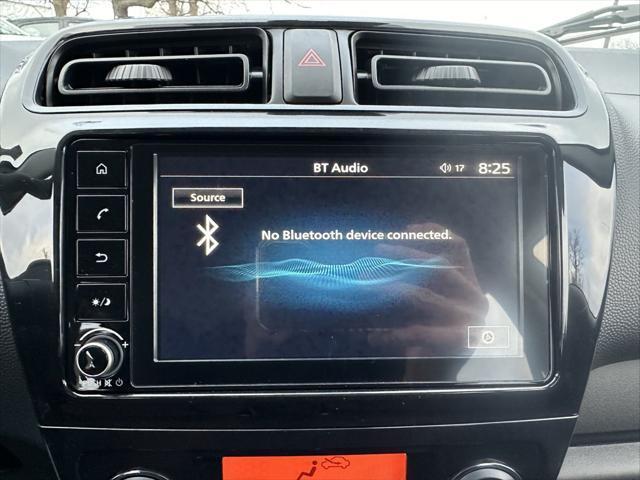 BT Audio 17 8:25
Source
No Bluetooth device connected.